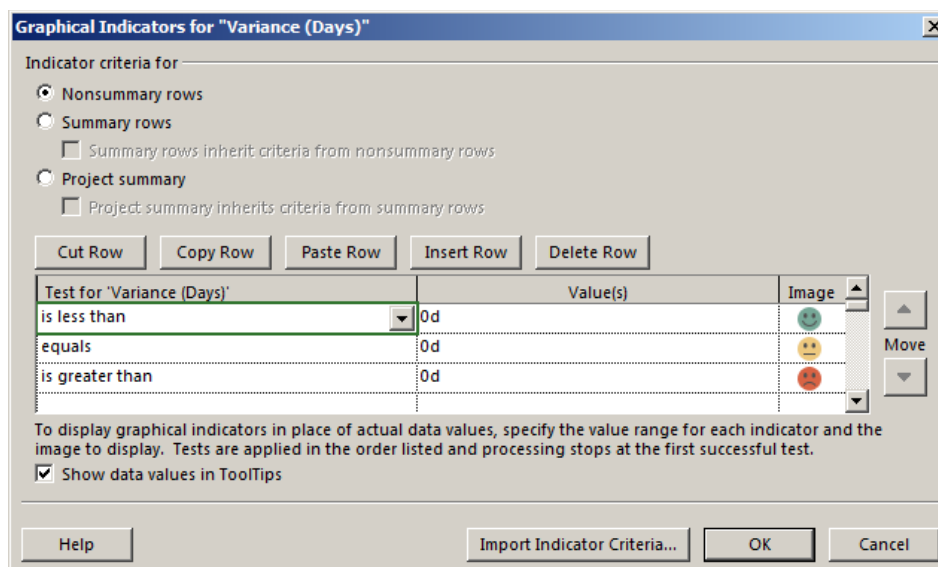 Graphical Indicators for "Variance (Days)"
Indicator criteria for
Nonsummary rows
Summary rows
Summary rows inherit criteria from nonsummary rows
Project summary
Project summary inherits criteria from summary rows
Cut Row Copy Row Paste Row Insert Row Delete Row
Test for 'Variance (Days)' Value(s) Image
is less than 0d
equals 0d
Move
is greater than 0d
To display graphical indicators in place of actual data values, specify the value range for each indicator and the
image to display. Tests are applied in the order listed and processing stops at the first successful test.
Show data values in ToolTips
Help Import Indicator Criteria... OK Cancel